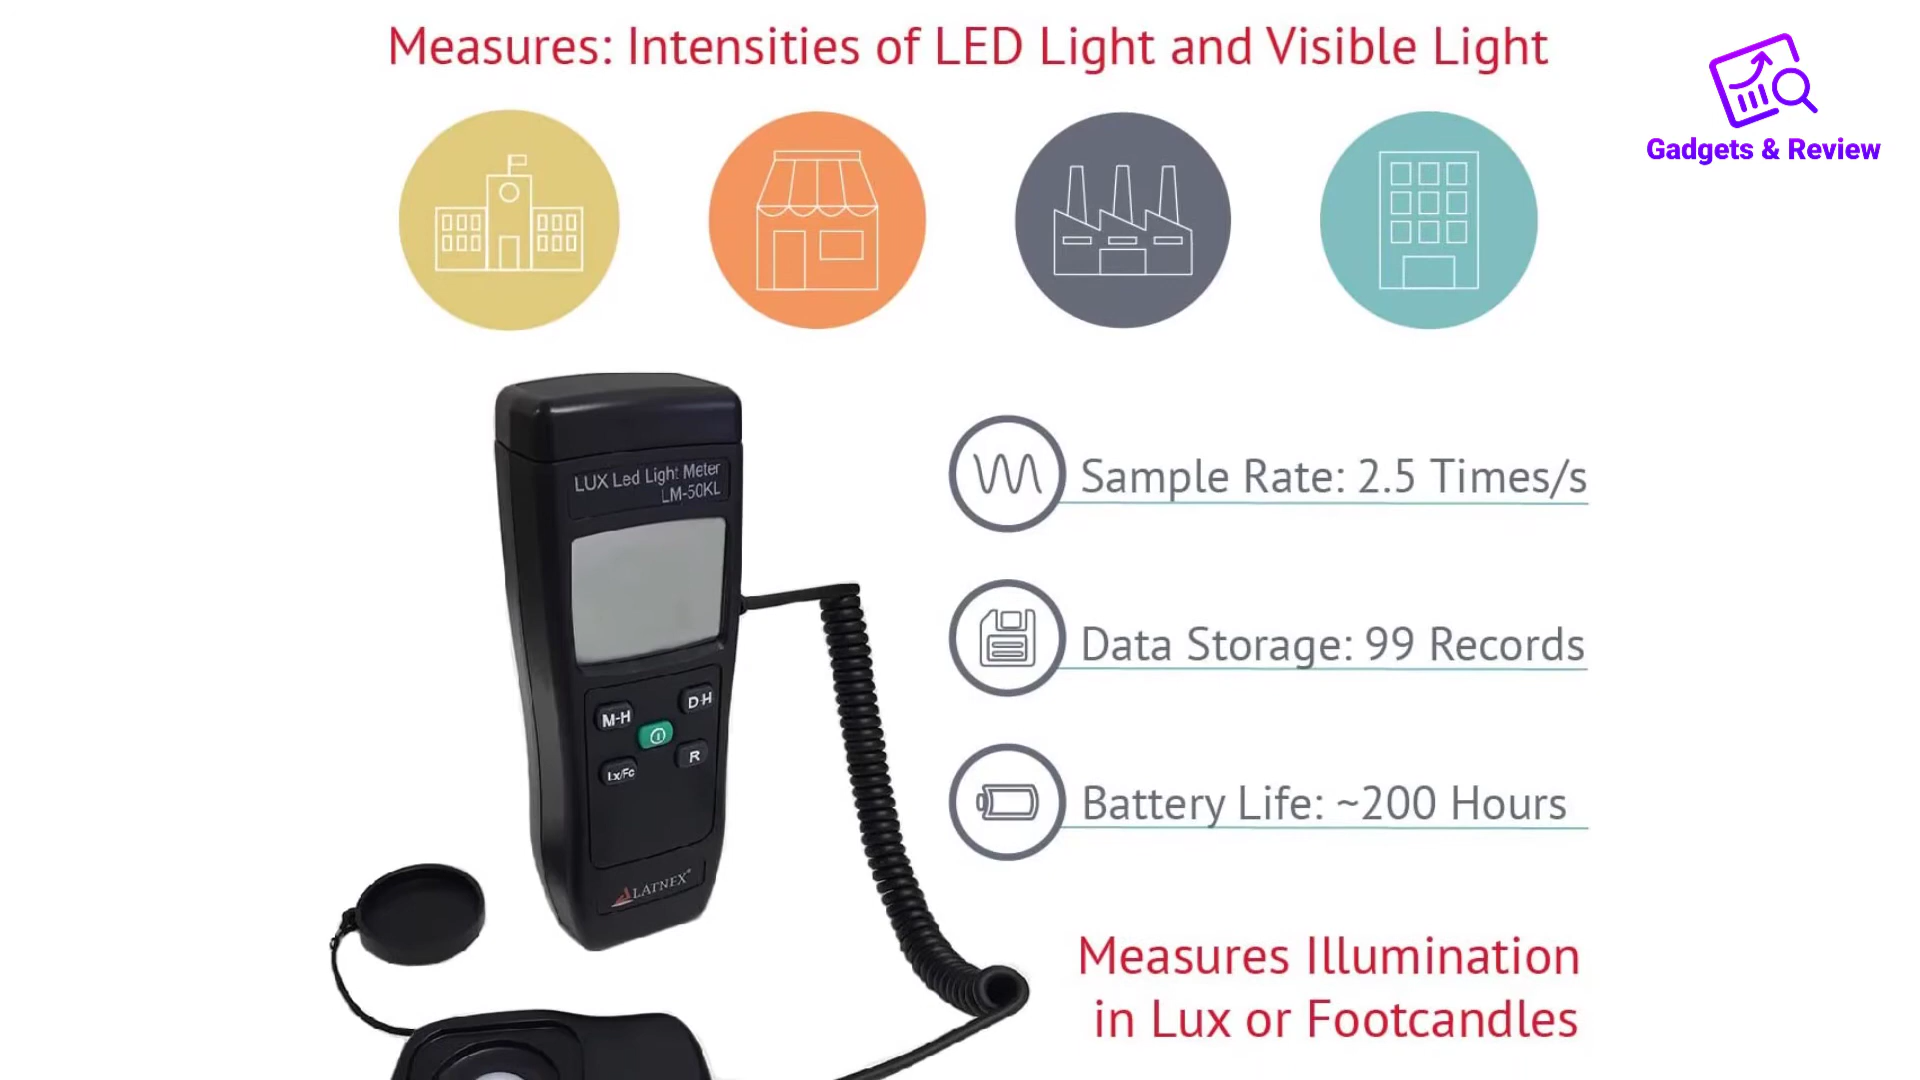 Measures: Intensities of LED Light and Visible Light
Gadgets & Review
LUX Led Light Meter
LM-50KL
Sample Rate: 2.5 Times/s
Data Storage: 99 Records
M-H
D-H
R
Lx/Fc
Battery Life: ~200 Hours
LATNEX®
Measures Illumination
in Lux or Footcandles